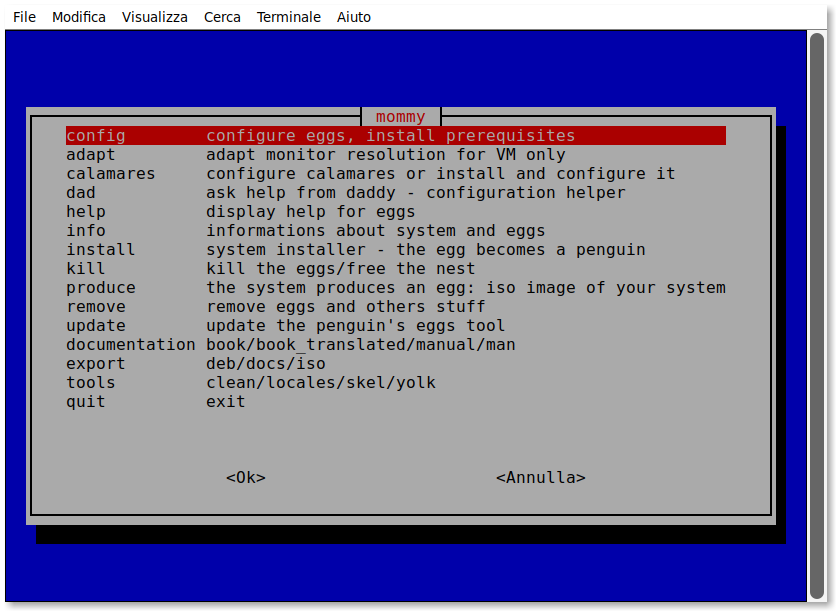 File Modifica Visualizza Cerca Terminale Aiuto
mommy
config configure eggs, install prerequisites
adapt adapt monitor resolution for VM only
calamares configure calamares or install and configure it
dad ask help from daddy - configuration helper
help display help for eggs
info informations about system and eggs
install system installer - the egg becomes a penguin
kill kill the eggs/free the nest
produce the system produces an egg: iso image of your system
remove remove eggs and others stuff
update update the penguin's eggs tool
documentation book/book_translated/manual/man
export deb/docs/iso
tools clean/locales/skel/yolk
quit exit
<Ok> <Annulla>